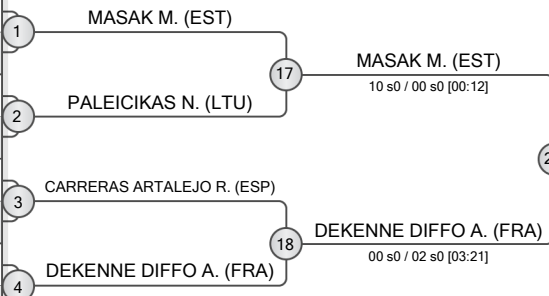 MASAK M. (EST)
1
17
MASAK M. (EST)
10 s0 / 00 s0 [00:12]
PALEICIKAS N. (LTU)
2
CARRERAS ARTALEJO R. (ESP)
3
18
DEKENNE DIFFO A. (FRA)
00 s0 / 02 s0 [03:21]
DEKENNE DIFFO A. (FRA)
4